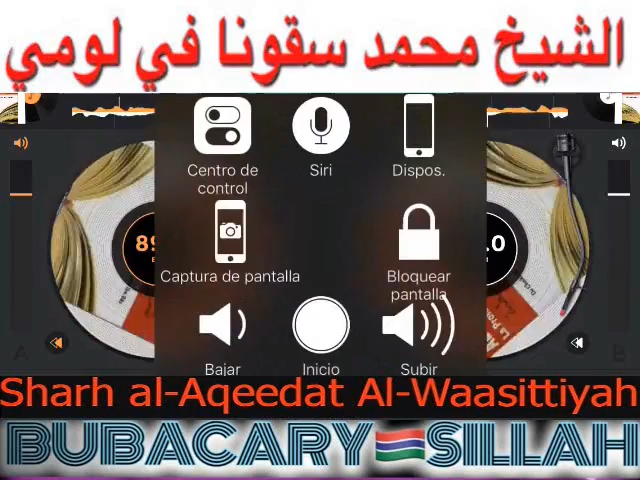 الشيخ محمد سقونا في لومي
Centro de control
Siri
Dispos.
Captura de pantalla
Bloquear pantalla
Bajar
Inicio
Subir
A
B
Sharh al-Aqeedat Al-Waasittiyah
BUBACARY SILLAH